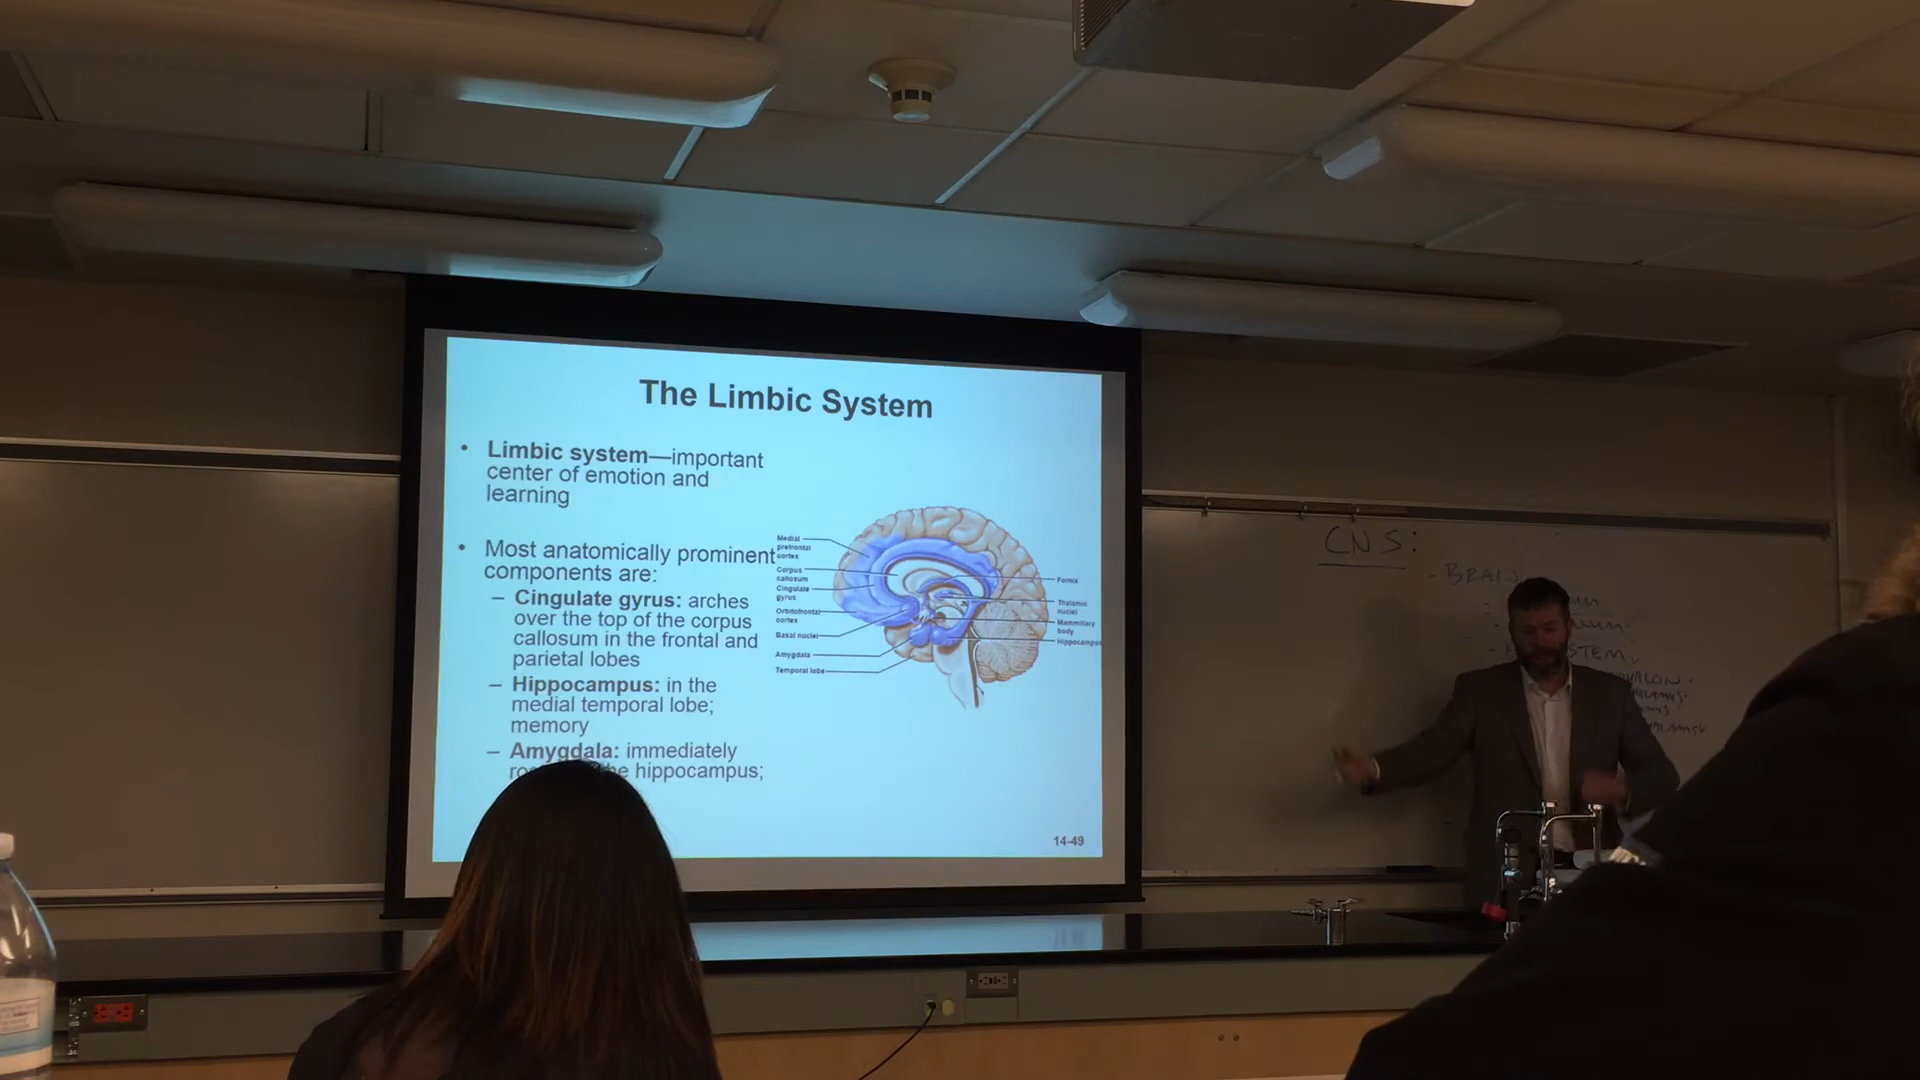 The Limbic System
• Limbic system—important
center of emotion and
learning
• Most anatomically prominent
components are:
– Cingulate gyrus: arches
over the top of the corpus
callosum in the frontal and
parietal lobes
– Hippocampus: in the
medial temporal lobe;
memory
– Amygdala: immediately
hippocampus;
Medial
prefrontal
cortex
Corpus
callosum
Cingulate
gyrus
Orbitofrontal
cortex
Basal nuclei
Amygdala
Temporal lobe
Fornix
Thalamic
nuclei
Mammillary
body
Hippocampus
14-49
CNS:
- BRAIN